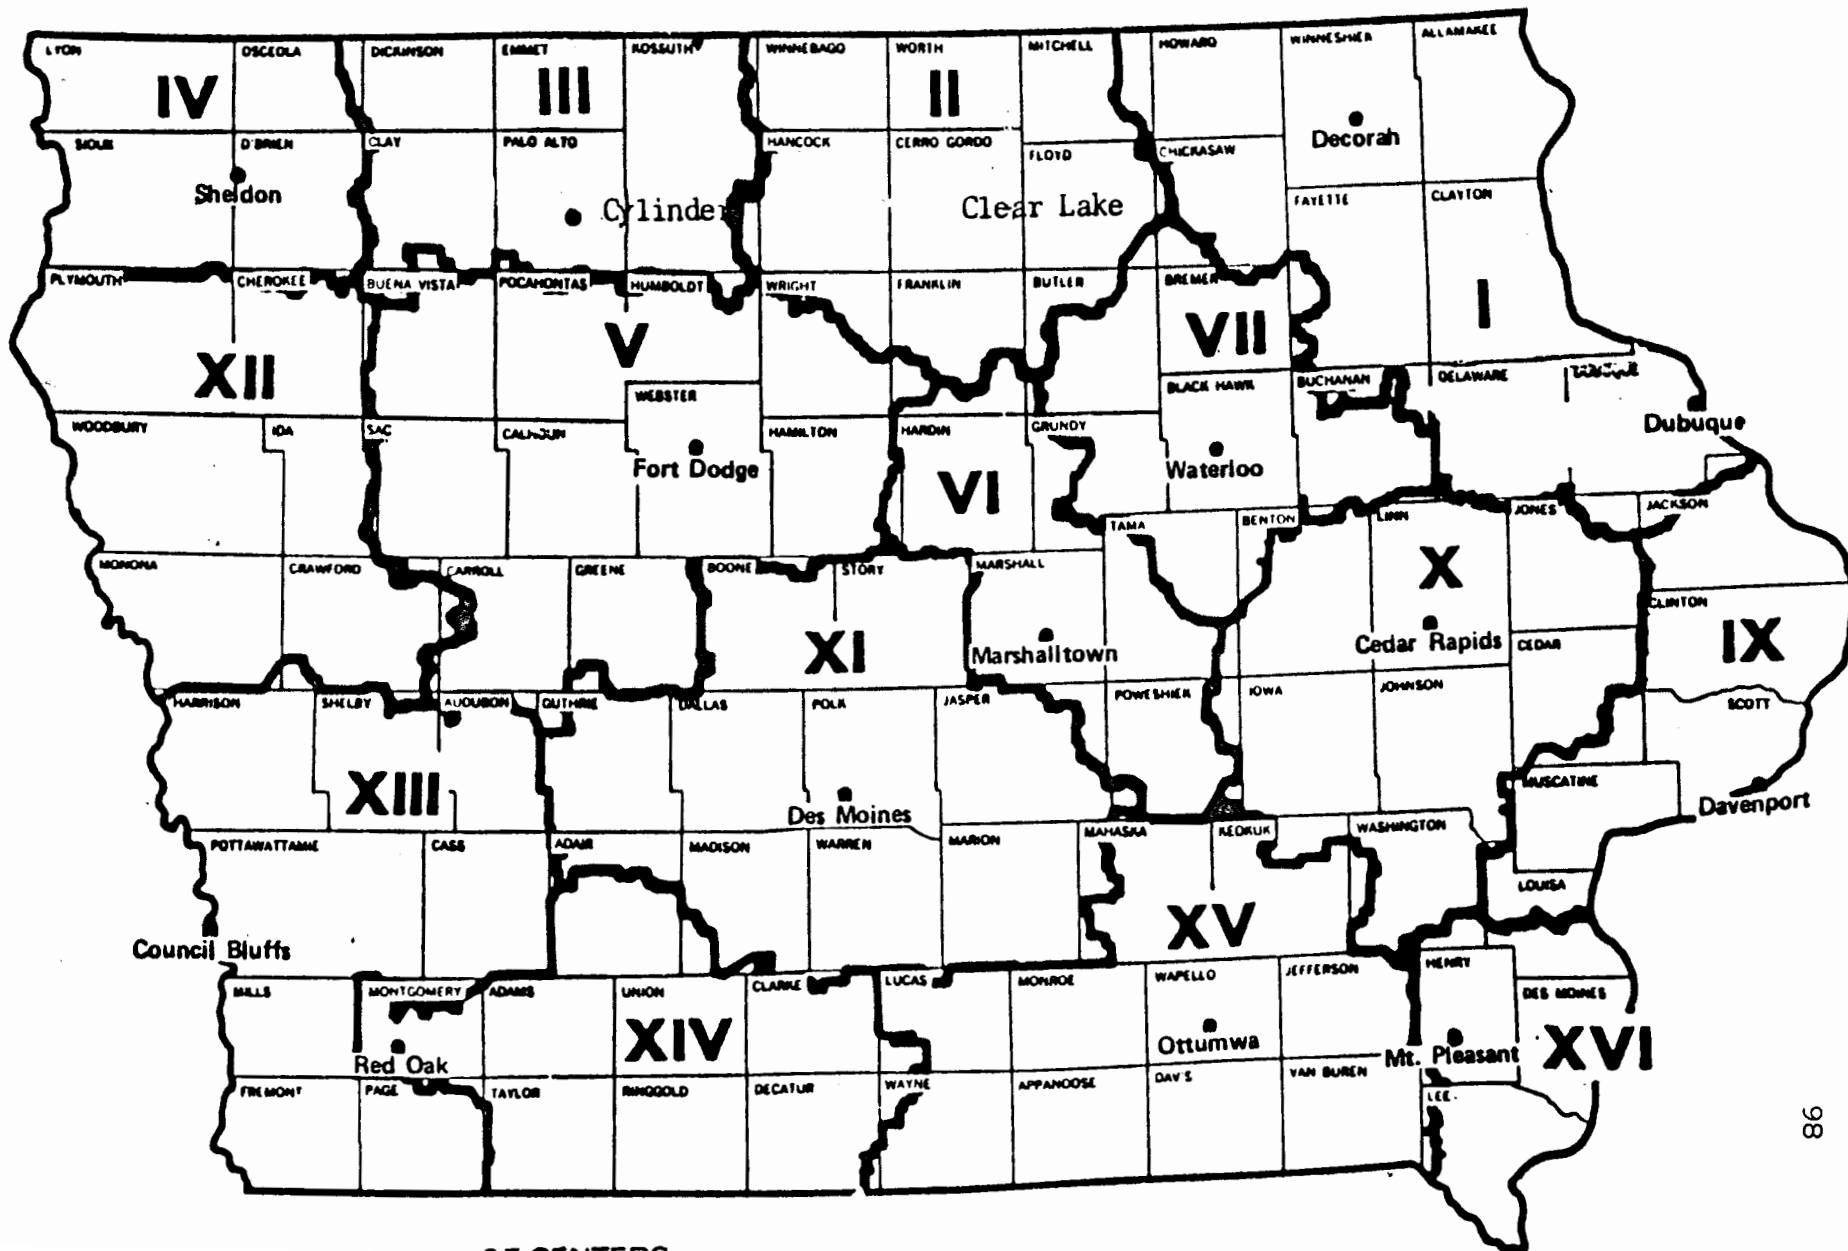 LYON OSCEOLA DICKINSON EMMET KOSSUTH WINNEBAGO WORTH MITCHELL HOWARD WINNESHIEK ALLAMAKEE
IV III II
SIOUX O'BRIEN CLAY PALO ALTO HANCOCK CERRO GORDO FLOYD CHICKASAW Decorah
Sheldon Cylinder Clear Lake FAYETTE CLAYTON
PLYMOUTH CHEROKEE BUENA VISTA POCAHONTAS HUMBOLDT WRIGHT FRANKLIN BUTLER BREMER
XII V VII I
WEBSTER BLACK HAWK BUCHANAN DELAWARE
WOODBURY IDA SAC CALHOUN HAMILTON HARDIN GRUNDY Dubuque
Fort Dodge VI Waterloo
TAMA BENTON LINN JONES JACKSON
MONONA CRAWFORD CARROLL GREENE BOONE STORY MARSHALL X
CLINTON
XI Marshalltown Cedar Rapids CEDAR IX
HARRISON SHELBY AUDUBON GUTHRIE DALLAS POLK JASPER POWESHIEK IOWA JOHNSON SCOTT
XIII MUSCATINE
Des Moines Davenport
POTTAWATTAMIE CASS ADAIR MADISON WARREN MARION MAHASKA KEOKUK WASHINGTON
LOUISA
Council Bluffs XV
MILLS MONTGOMERY ADAMS UNION CLARKE LUCAS MONROE WAPELLO JEFFERSON HENRY DES MOINES
Red Oak XIV Ottumwa Mt. Pleasant XVI
FREMONT PAGE TAYLOR RINGGOLD DECATUR WAYNE APPANOOSE DAVIS VAN BUREN LEE
98